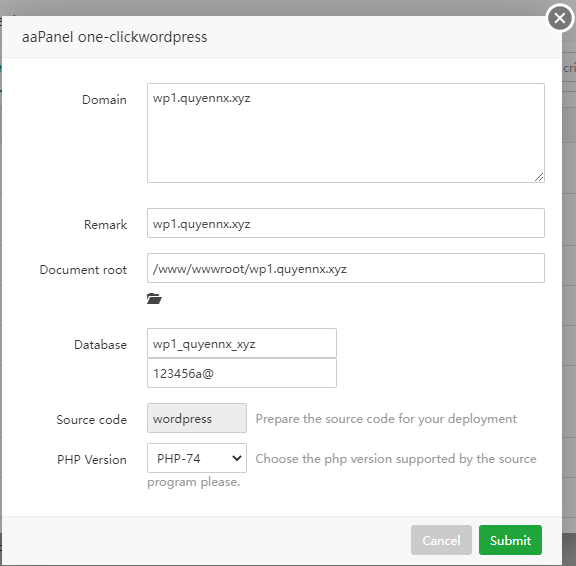 aaPanel one-clickwordpress
Domain
wp1.quyennx.xyz
Remark
wp1.quyennx.xyz
Document root
/www/wwwroot/wp1.quyennx.xyz
Database
wp1_quyennx_xyz
123456a@
Source code
wordpress
Prepare the source code for your deployment
PHP Version
PHP-74
Choose the php version supported by the source
program please.
Cancel
Submit